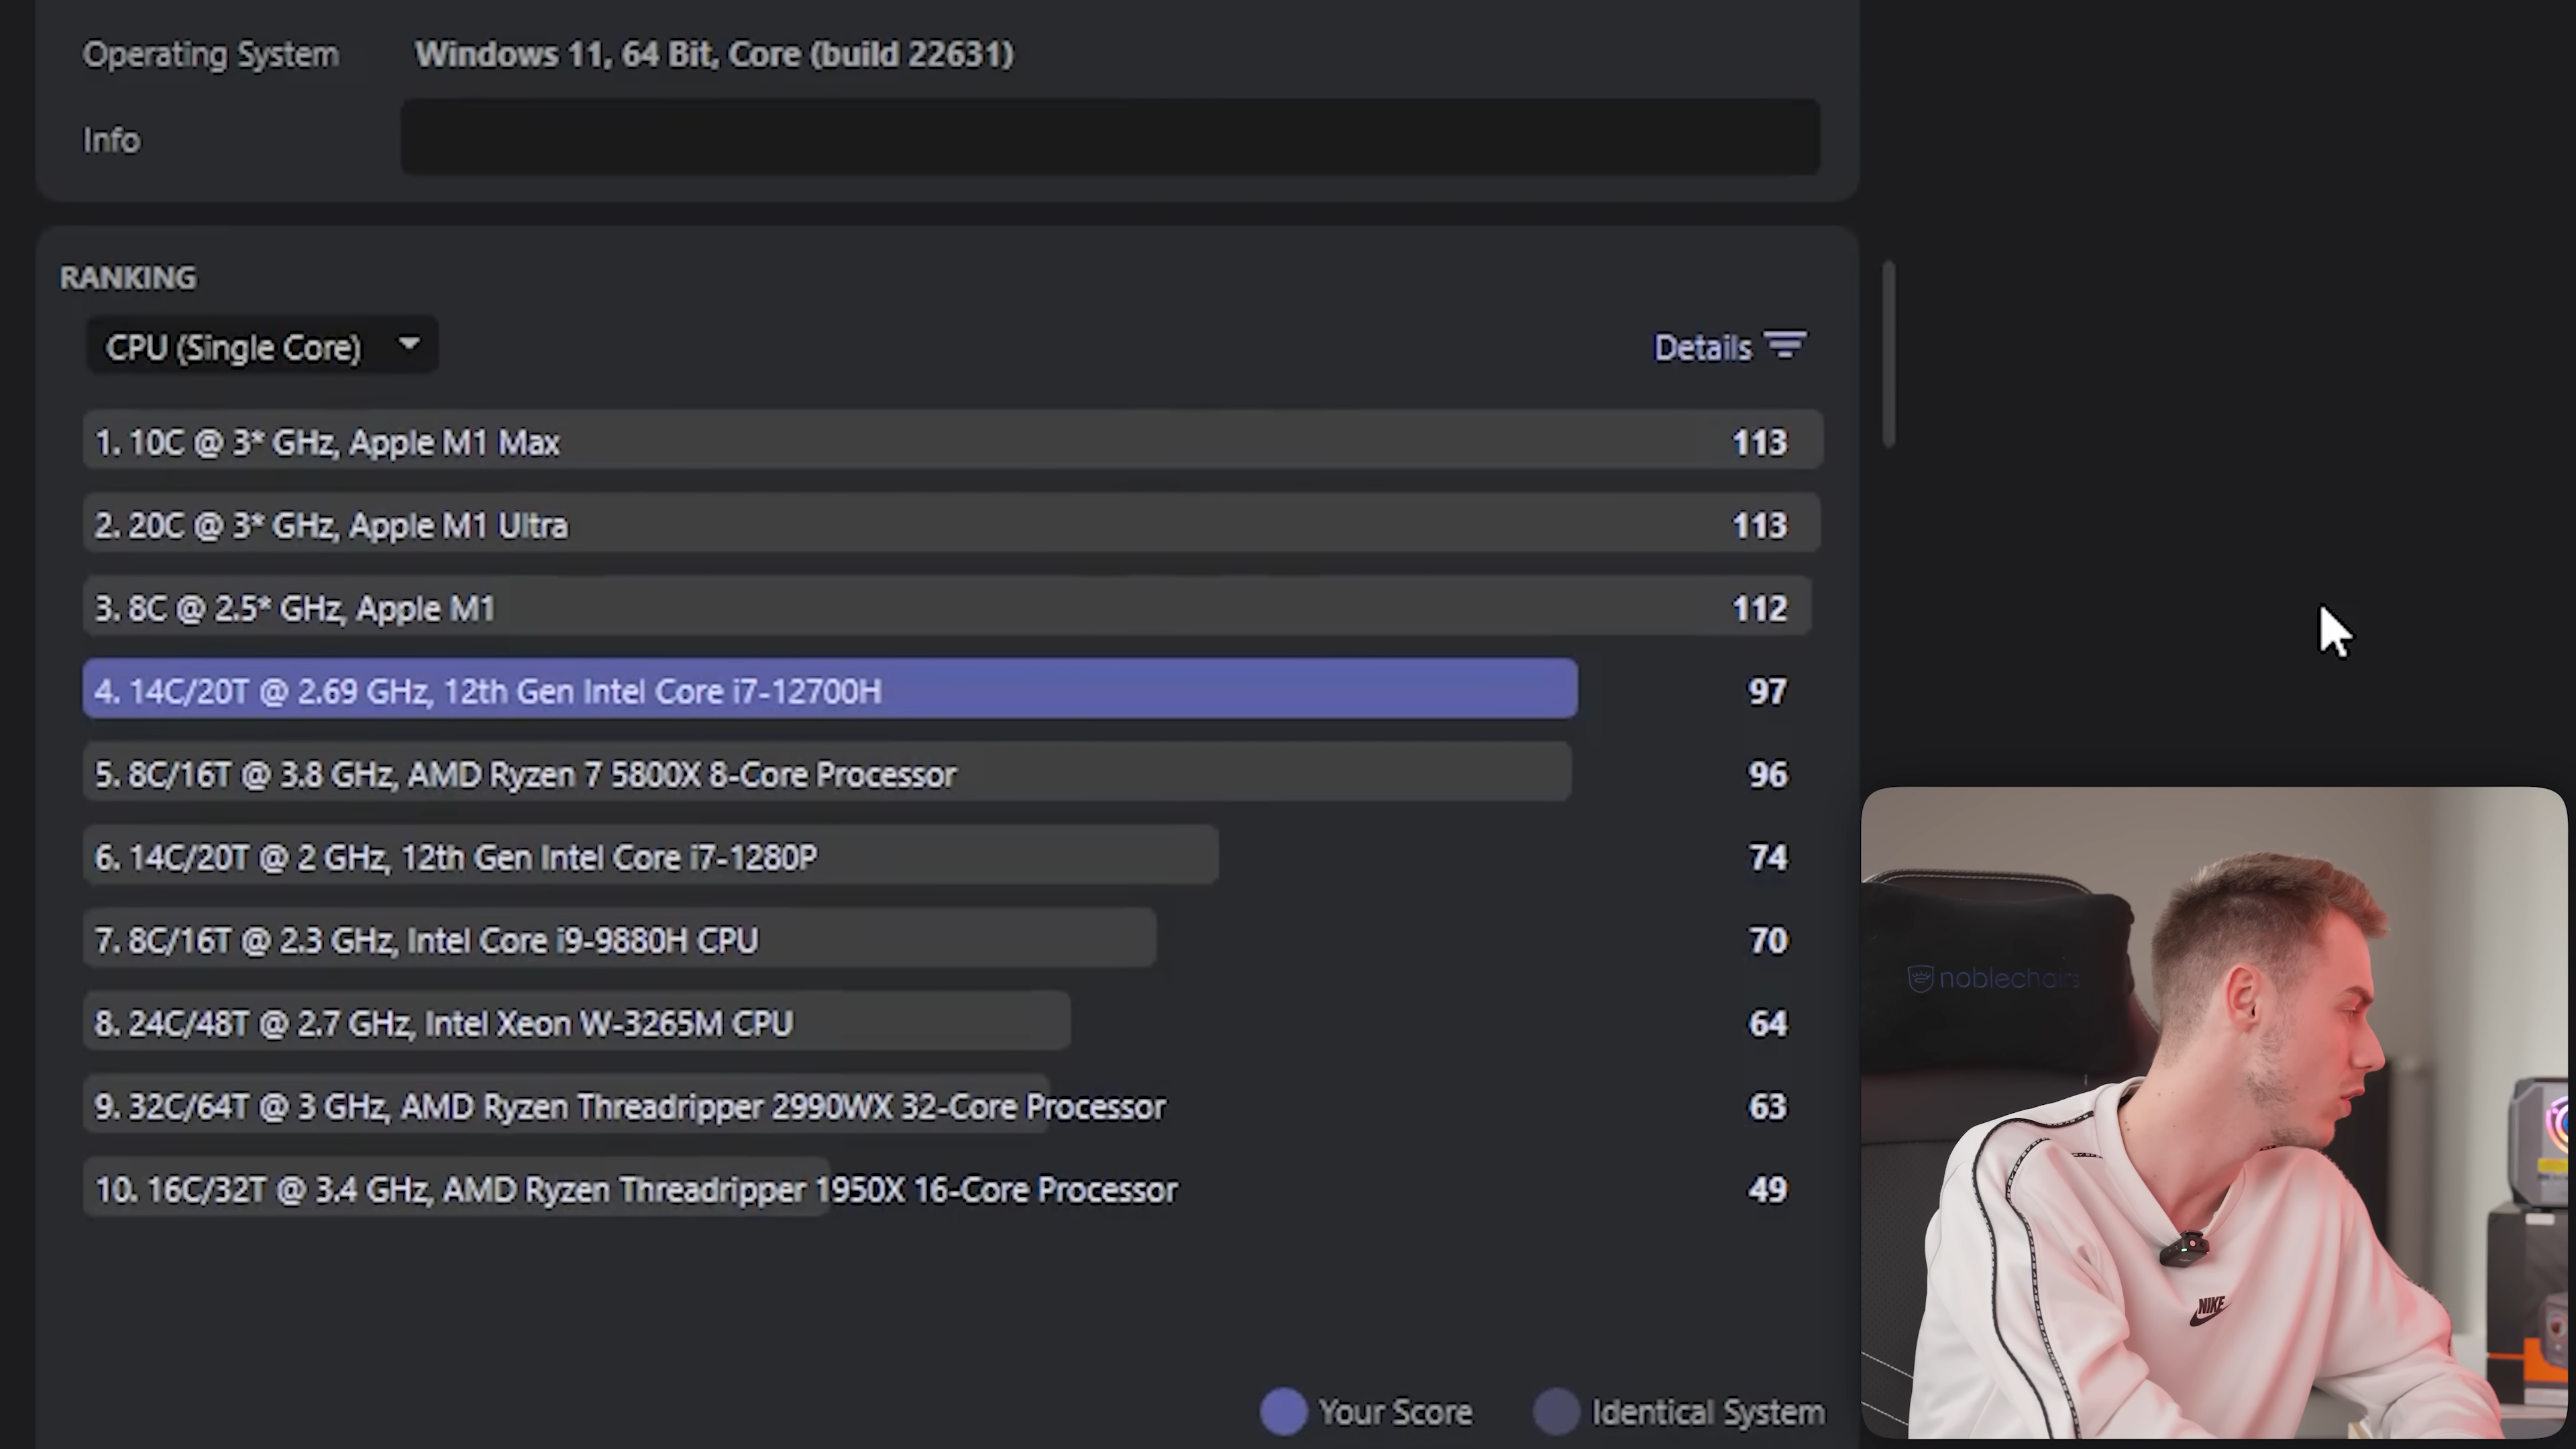 Operating System Windows 11, 64 Bit, Core (build 22631)
Info
RANKING
CPU (Single Core)
Details
1. 10C @ 3* GHz, Apple M1 Max 113
2. 20C @ 3* GHz, Apple M1 Ultra 113
3. 8C @ 2.5* GHz, Apple M1 112
4. 14C/20T @ 2.69 GHz, 12th Gen Intel Core i7-12700H 97
5. 8C/16T @ 3.8 GHz, AMD Ryzen 7 5800X 8-Core Processor 96
6. 14C/20T @ 2 GHz, 12th Gen Intel Core i7-1280P 74
7. 8C/16T @ 2.3 GHz, Intel Core i9-9880H CPU 70
8. 24C/48T @ 2.7 GHz, Intel Xeon W-3265M CPU 64
9. 32C/64T @ 3 GHz, AMD Ryzen Threadripper 2990WX 32-Core Processor 63
10. 16C/32T @ 3.4 GHz, AMD Ryzen Threadripper 1950X 16-Core Processor 49
Your Score
Identical System
noblechairs
NIKE